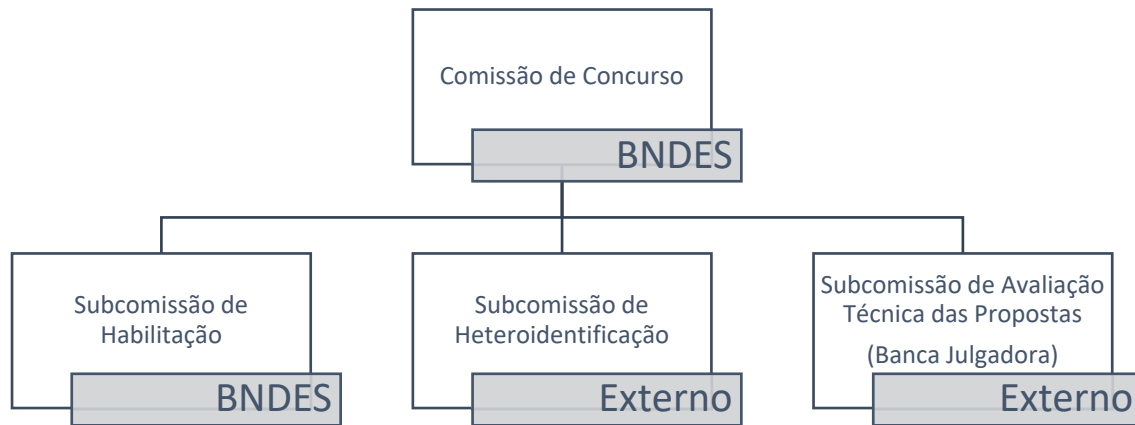 Comissão de Concurso
BNDES
Subcomissão de
Habilitação
BNDES
Subcomissão de
Heteroidentificação
Externo
Subcomissão de Avaliação
Técnica das Propostas
(Banca Julgadora)
Externo